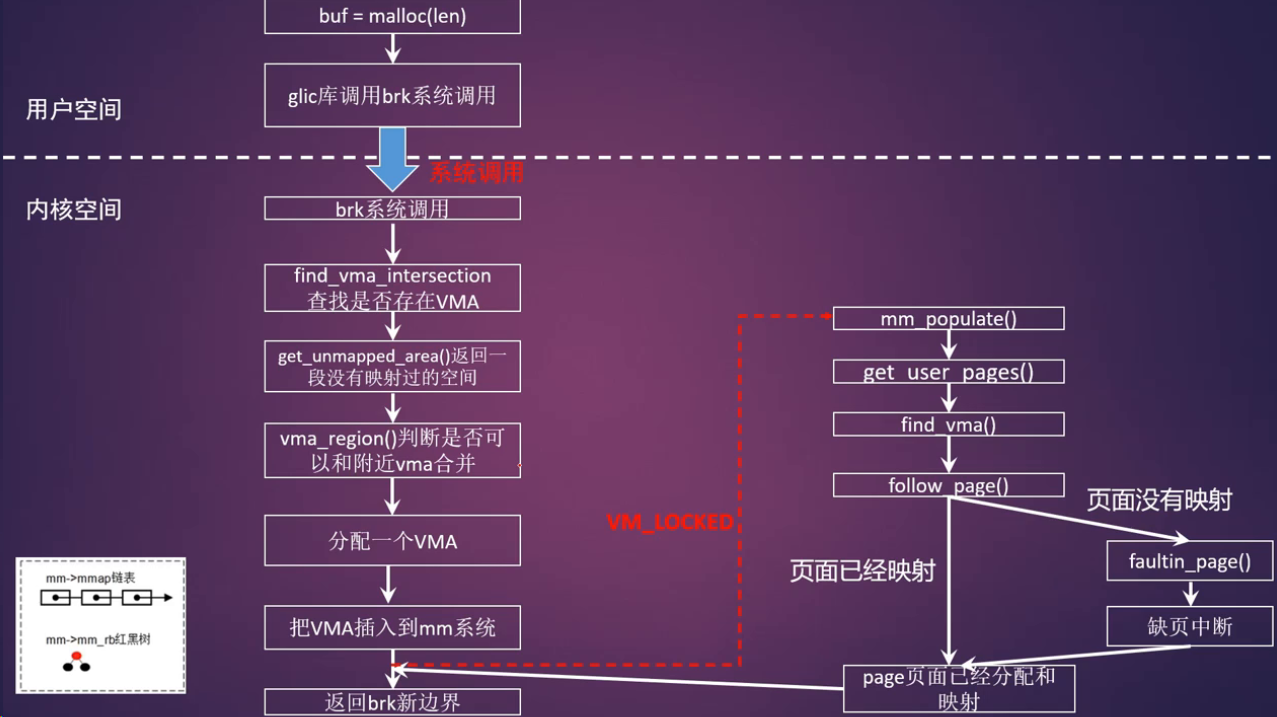 buf = malloc(len)
glic库调用brk系统调用
用户空间
系统调用
内核空间
brk系统调用
find_vma_intersection
查找是否存在VMA
get_unmapped_area()返回一
段没有映射过的空间
vma_region()判断是否可
以和附近vma合并
分配一个VMA
把VMA插入到mm系统
返回brk新边界
VM_LOCKED
mm_populate()
get_user_pages()
find_vma()
follow_page()
页面没有映射
页面已经映射
faultin_page()
缺页中断
page页面已经分配和
映射
mm->mmap链表
mm->mm_rb红黑树